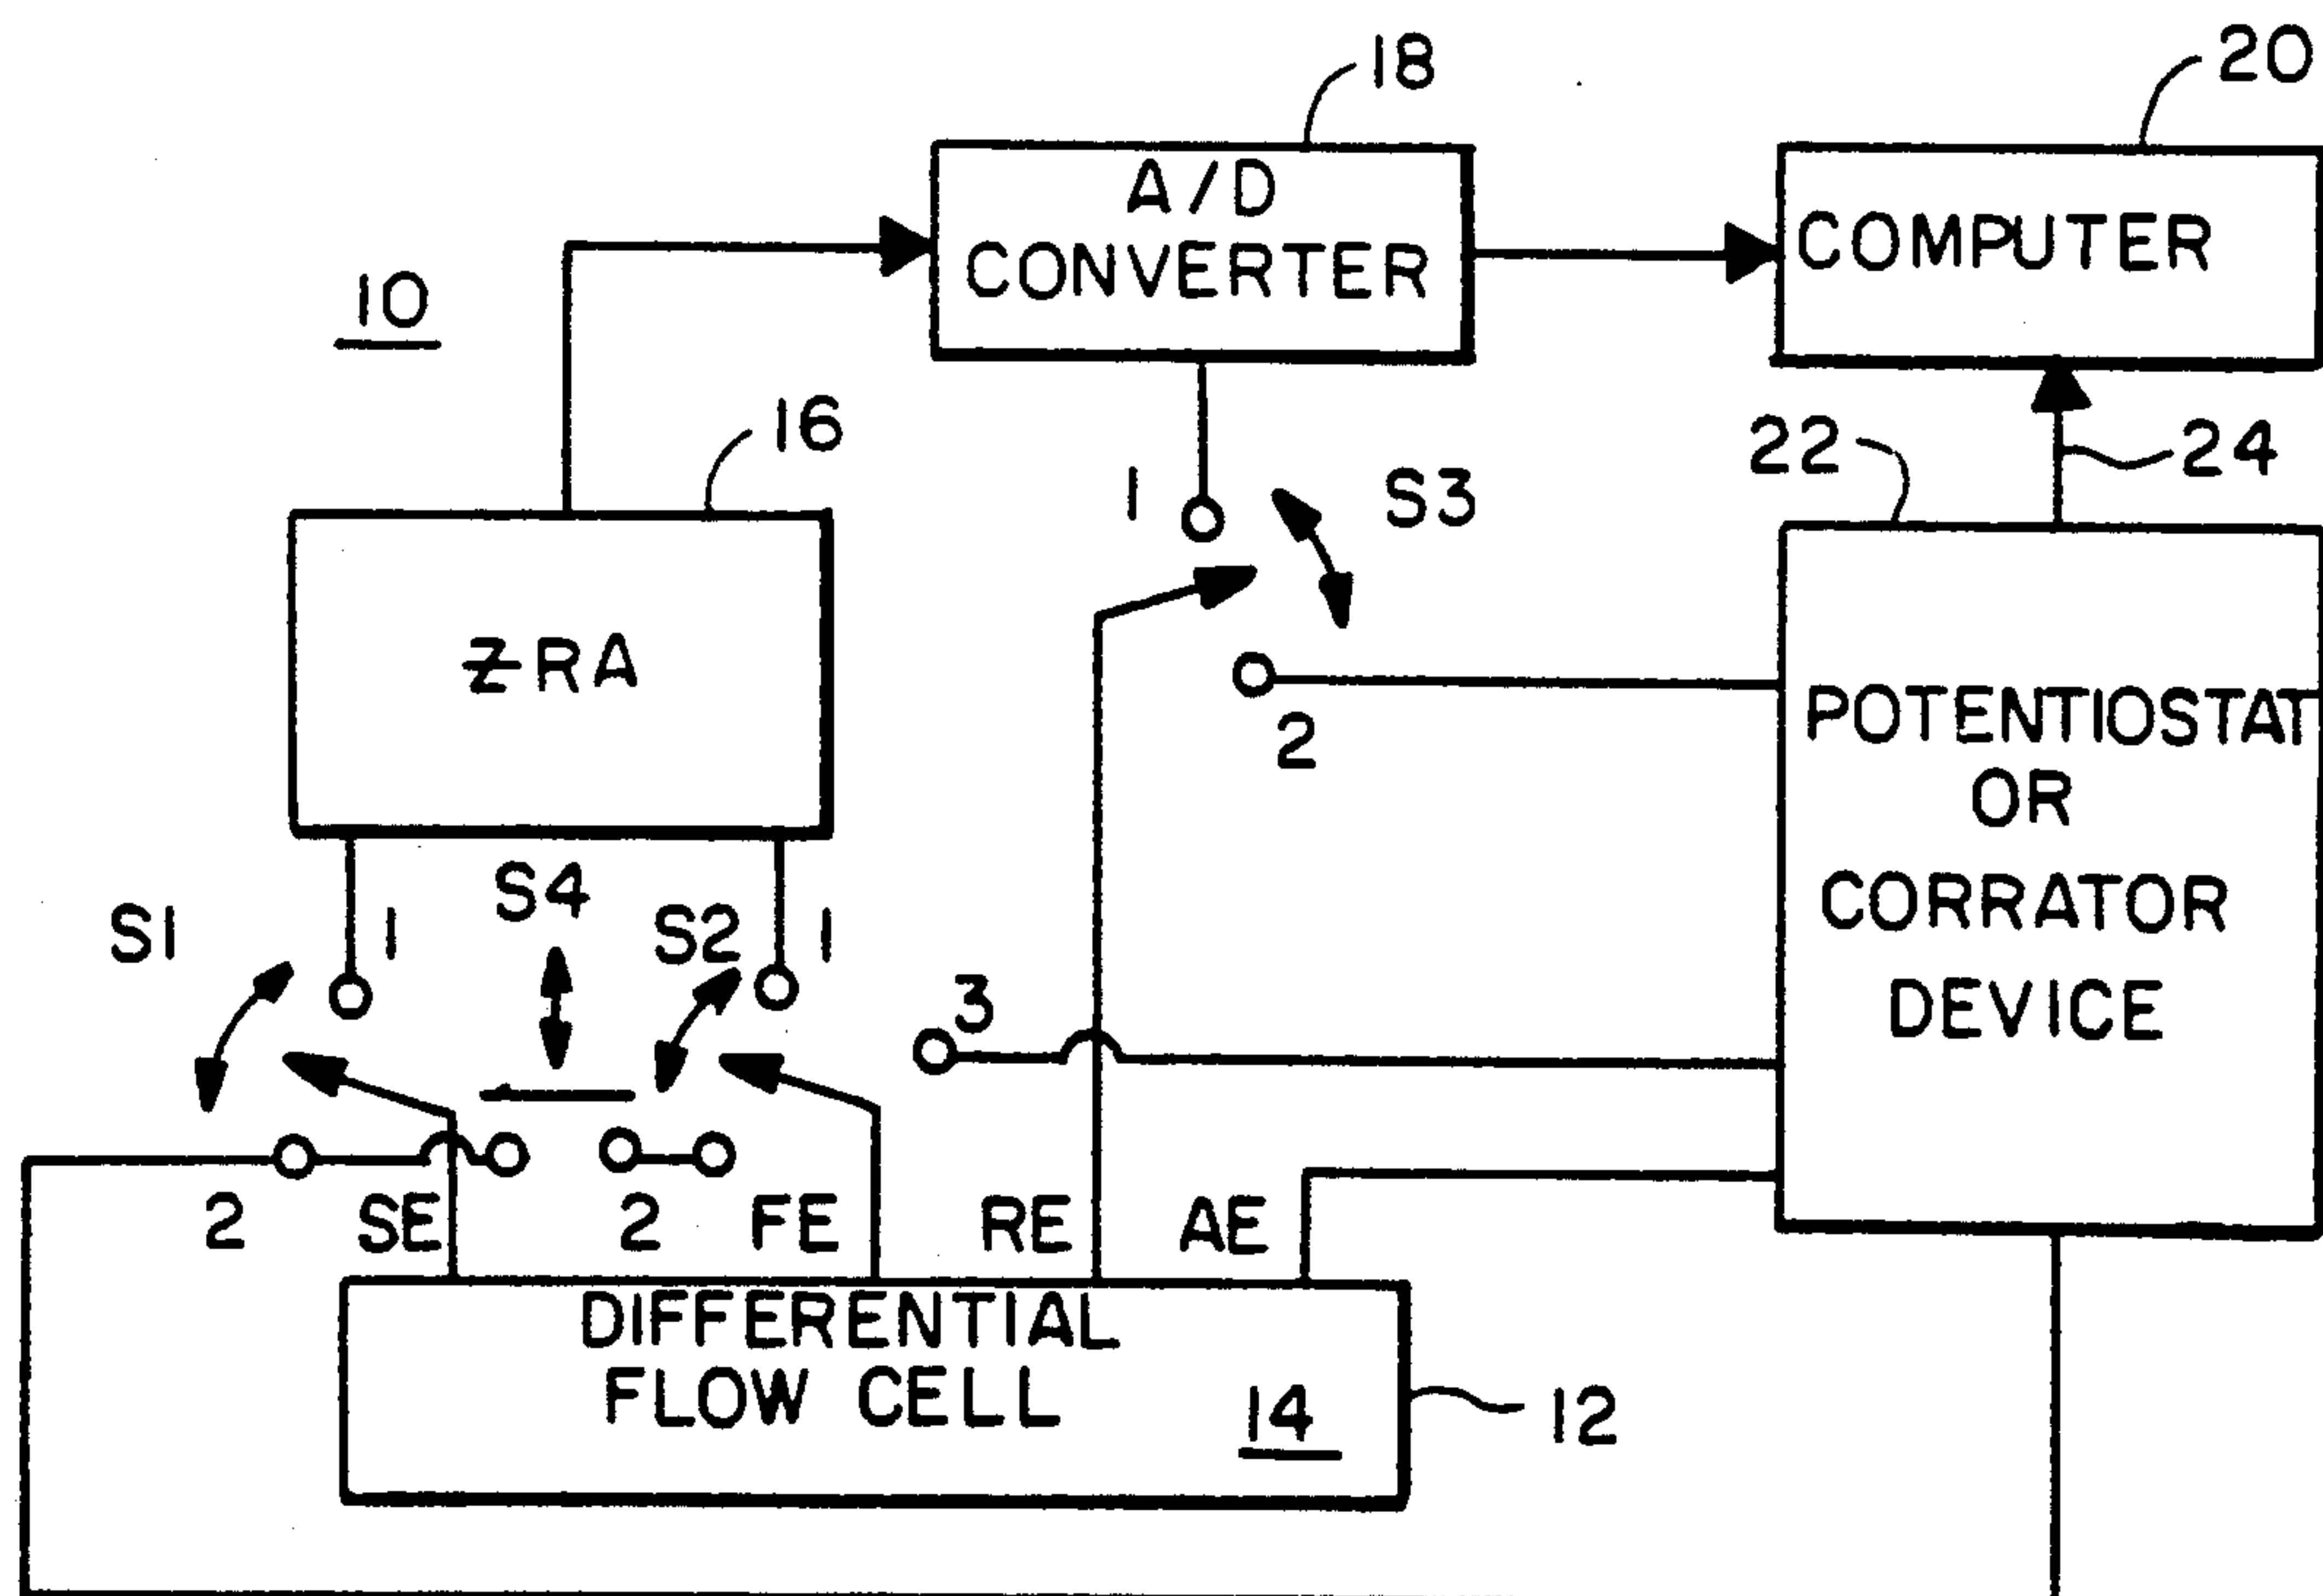 18
20
A/D
CONVERTER
COMPUTER
10
16
22
24
1
S3
ZRA
2
POTENTIOSTAT
OR
CORRATOR
DEVICE
S4
S1
1
S2
1
3
2
SE
2
FE
RE
AE
DIFFERENTIAL
FLOW CELL
14
12